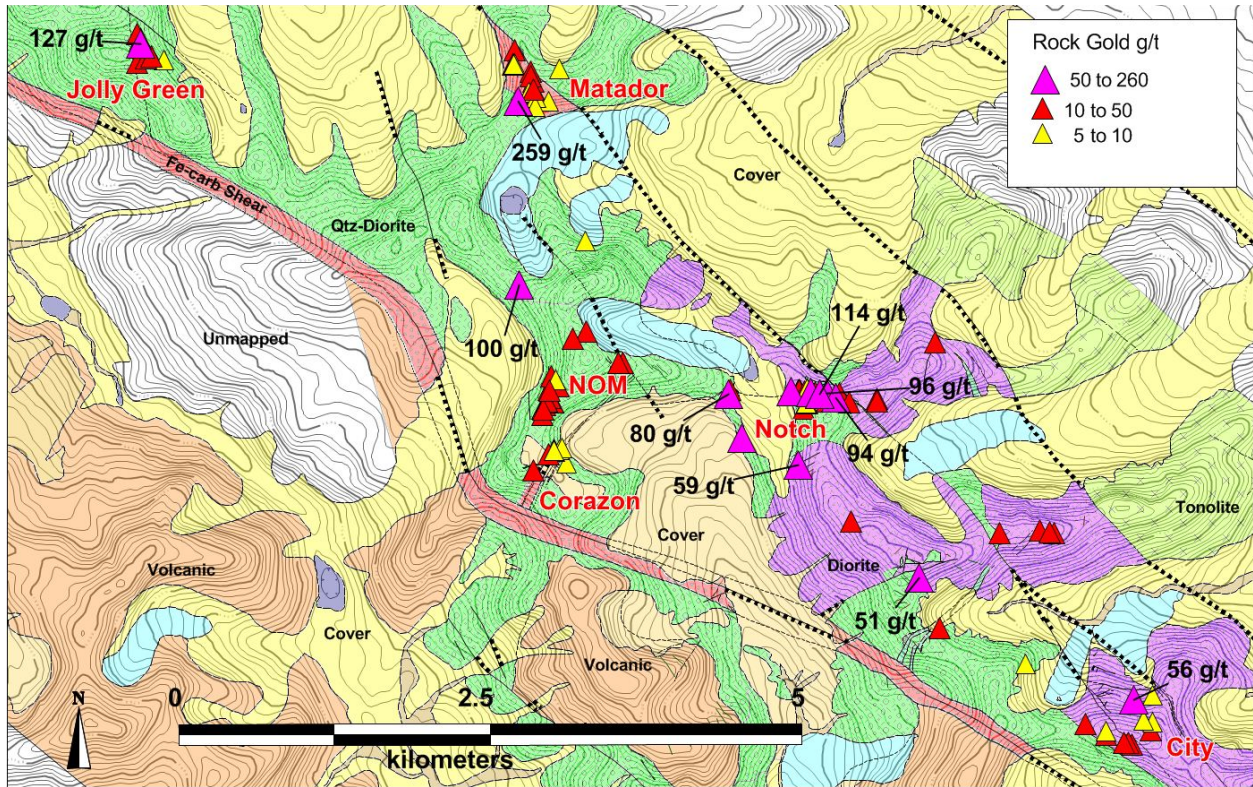 127 g/t
Jolly Green
Matador
Rock Gold g/t
50 to 260
10 to 50
5 to 10
259 g/t
Fe-carb Shear
Cover
Qtz-Diorite
Unmapped
100 g/t
114 g/t
NOM
96 g/t
80 g/t
Notch
94 g/t
59 g/t
Corazon
Tonolite
Cover
Volcanic
Diorite
51 g/t
Cover
Volcanic
56 g/t
N
0
2.5
5
City
kilometers